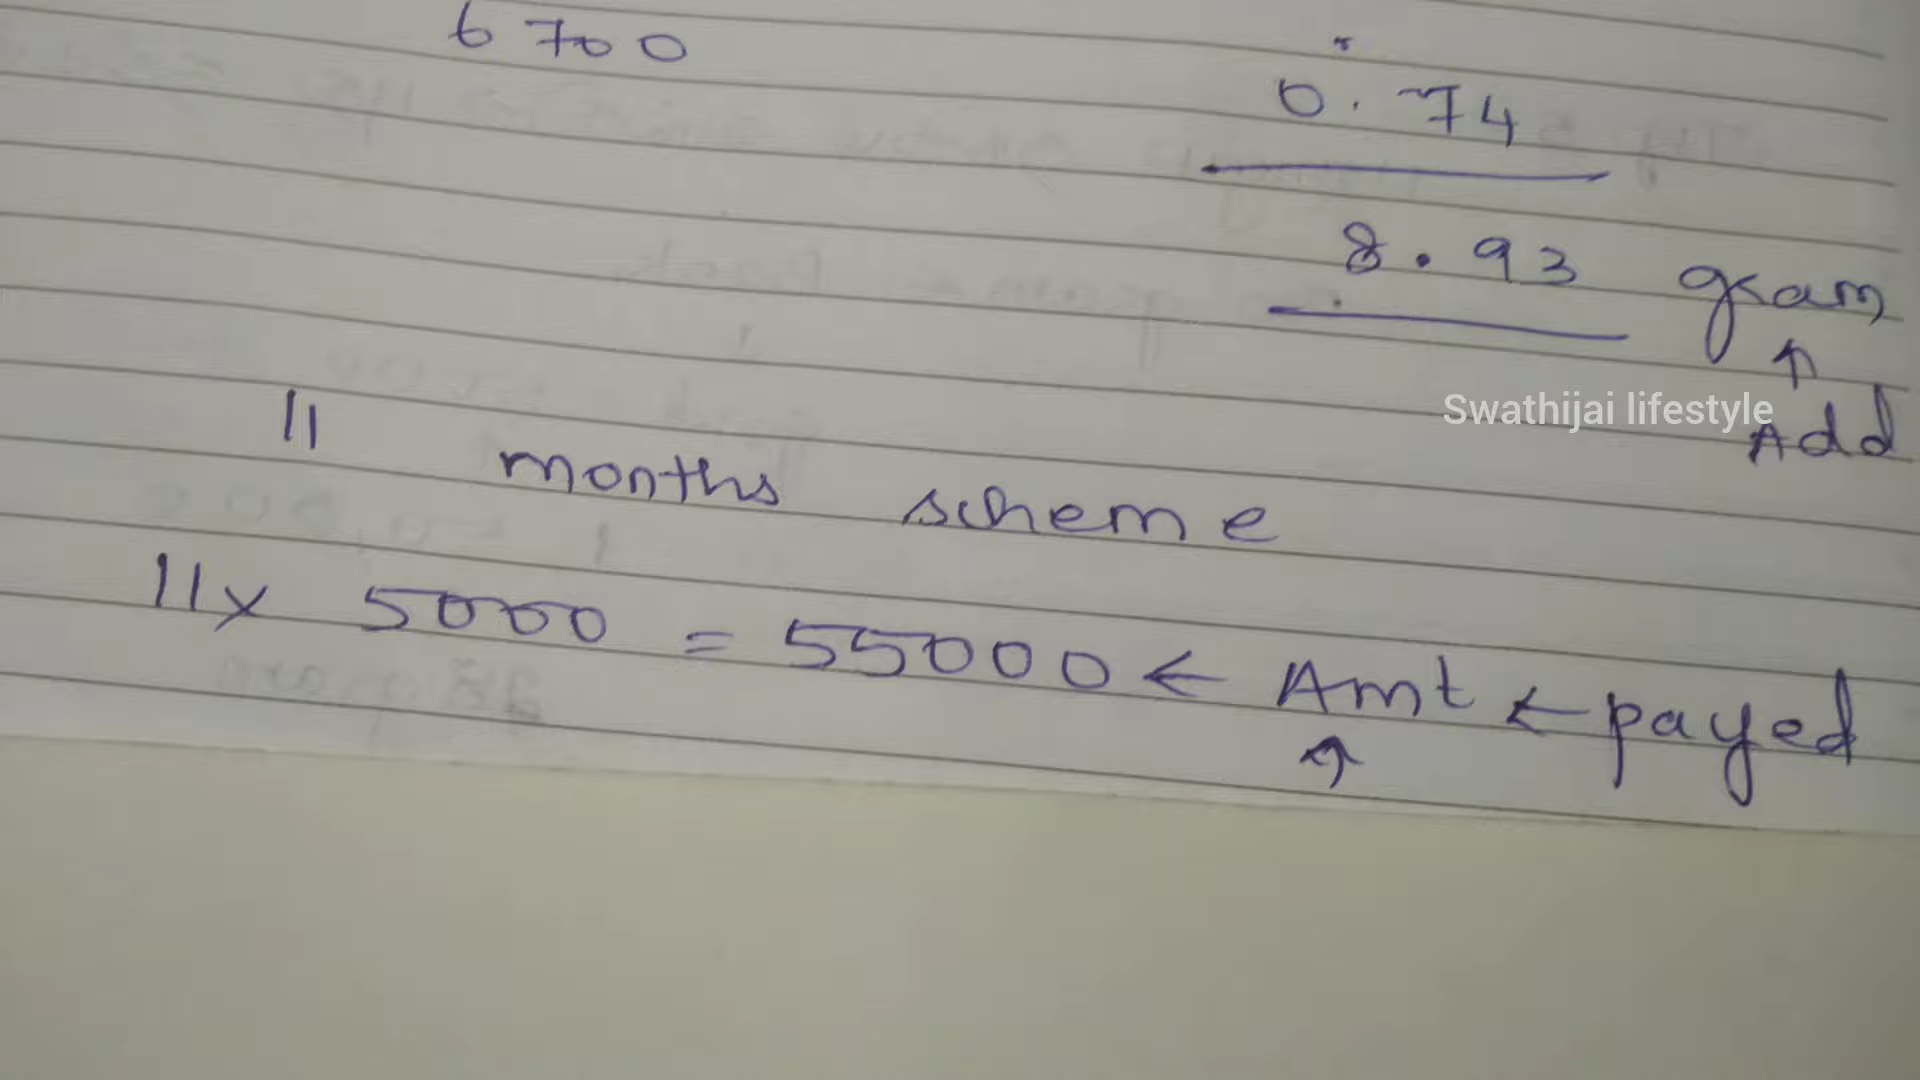 6700
0.74
8.93 gram
↑
Swathijai lifestyle
Add
11 months scheme
11x 5000 = 55000 ← Amt ← payed
↑